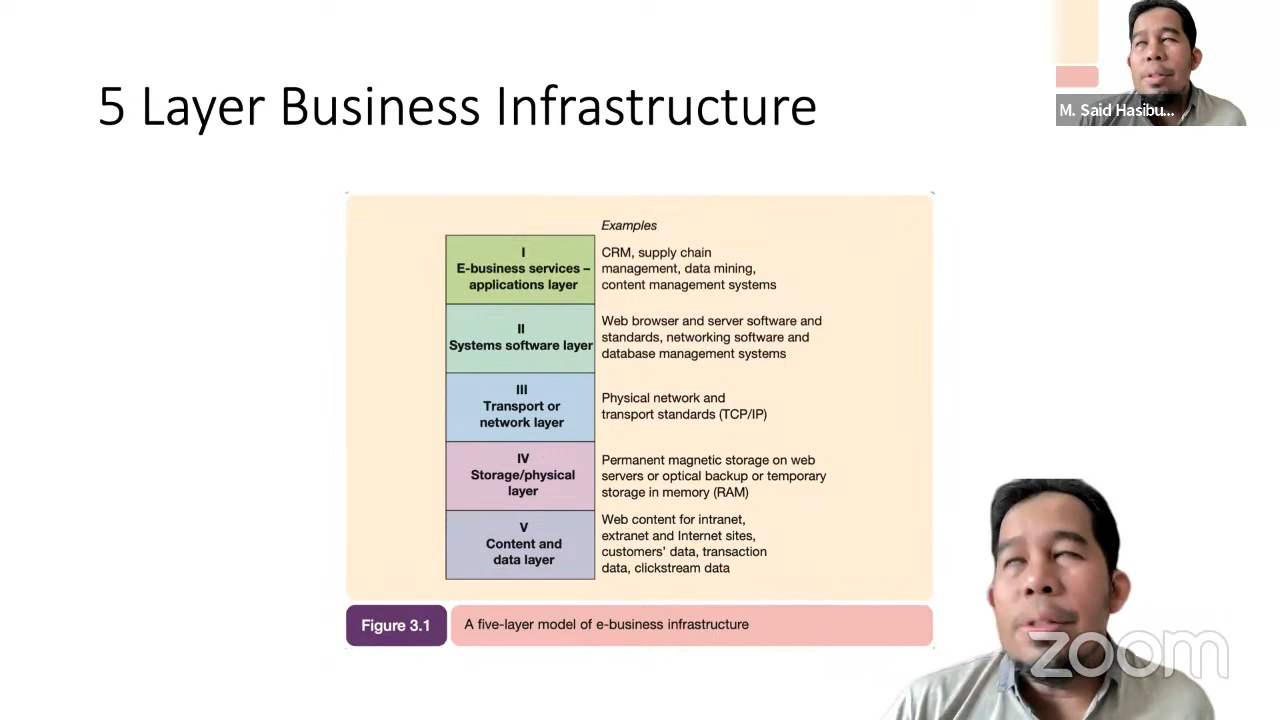 5 Layer Business Infrastructure
M. Said Hasibu...
Examples
I
E-business services –
applications layer
CRM, supply chain
management, data mining,
content management systems
II
Systems software layer
Web browser and server software and
standards, networking software and
database management systems
III
Transport or
network layer
Physical network and
transport standards (TCP/IP)
IV
Storage/physical
layer
Permanent magnetic storage on web
servers or optical backup or temporary
storage in memory (RAM)
V
Content and
data layer
Web content for intranet,
extranet and Internet sites,
customers’ data, transaction
data, clickstream data
Figure 3.1
A five-layer model of e-business infrastructure
zoom